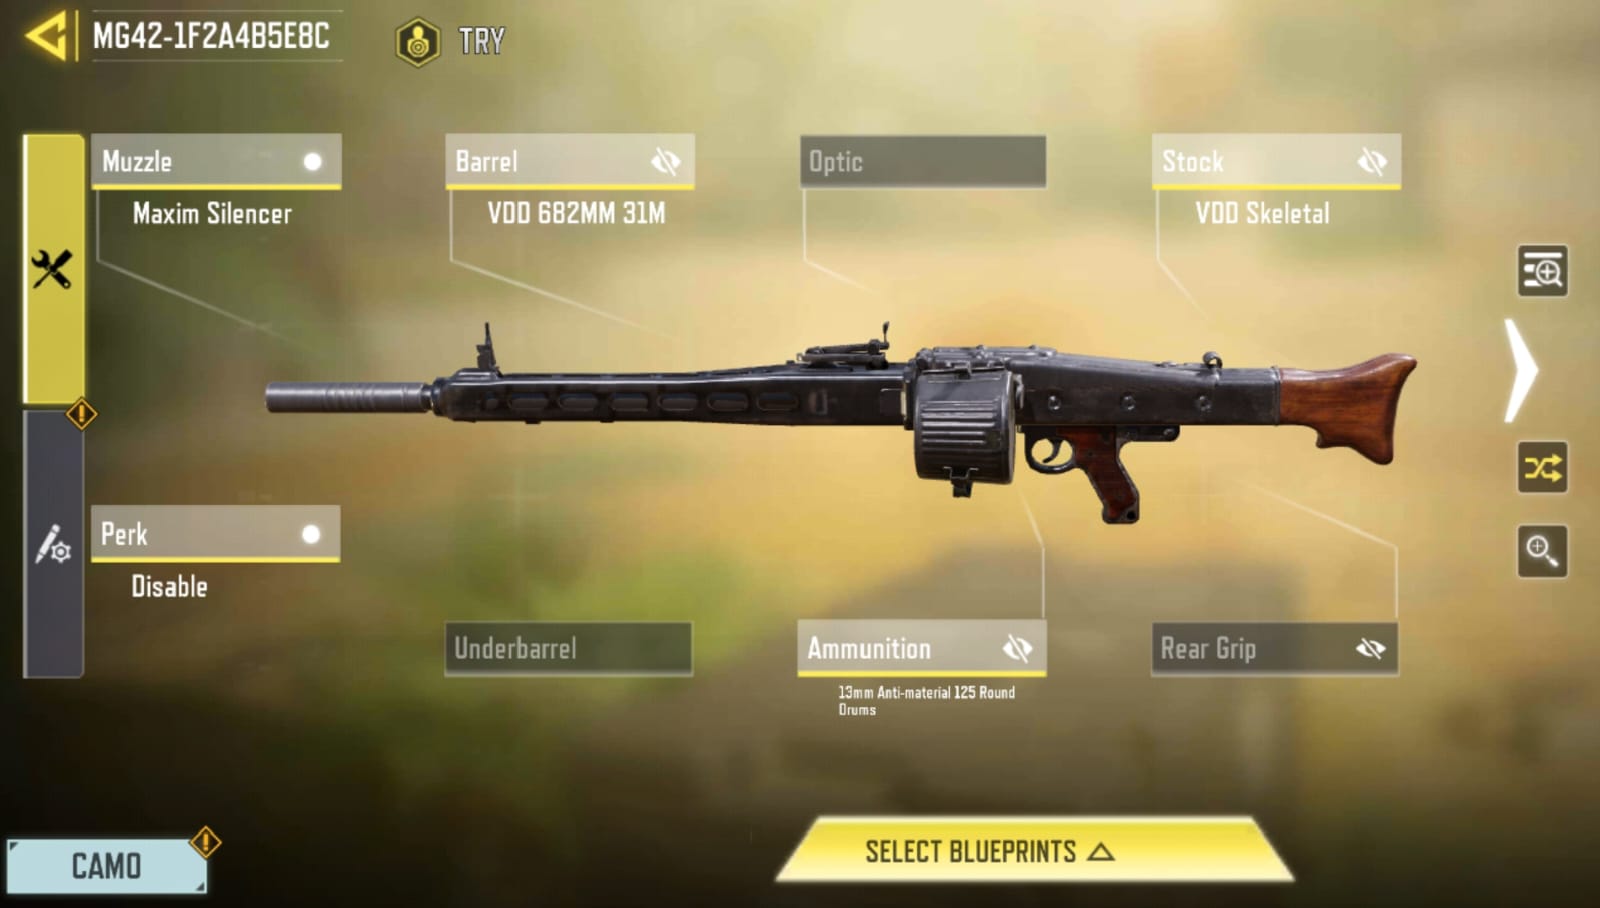 MG42-1F2A4B5E8C
TRY
Muzzle
Maxim Silencer
Barrel
VDD 682MM 31M
Optic
Stock
VDD Skeletal
Perk
Disable
Underbarrel
Ammunition
13mm Anti-material 125 Round
Drums
Rear Grip
CAMO
SELECT BLUEPRINTS